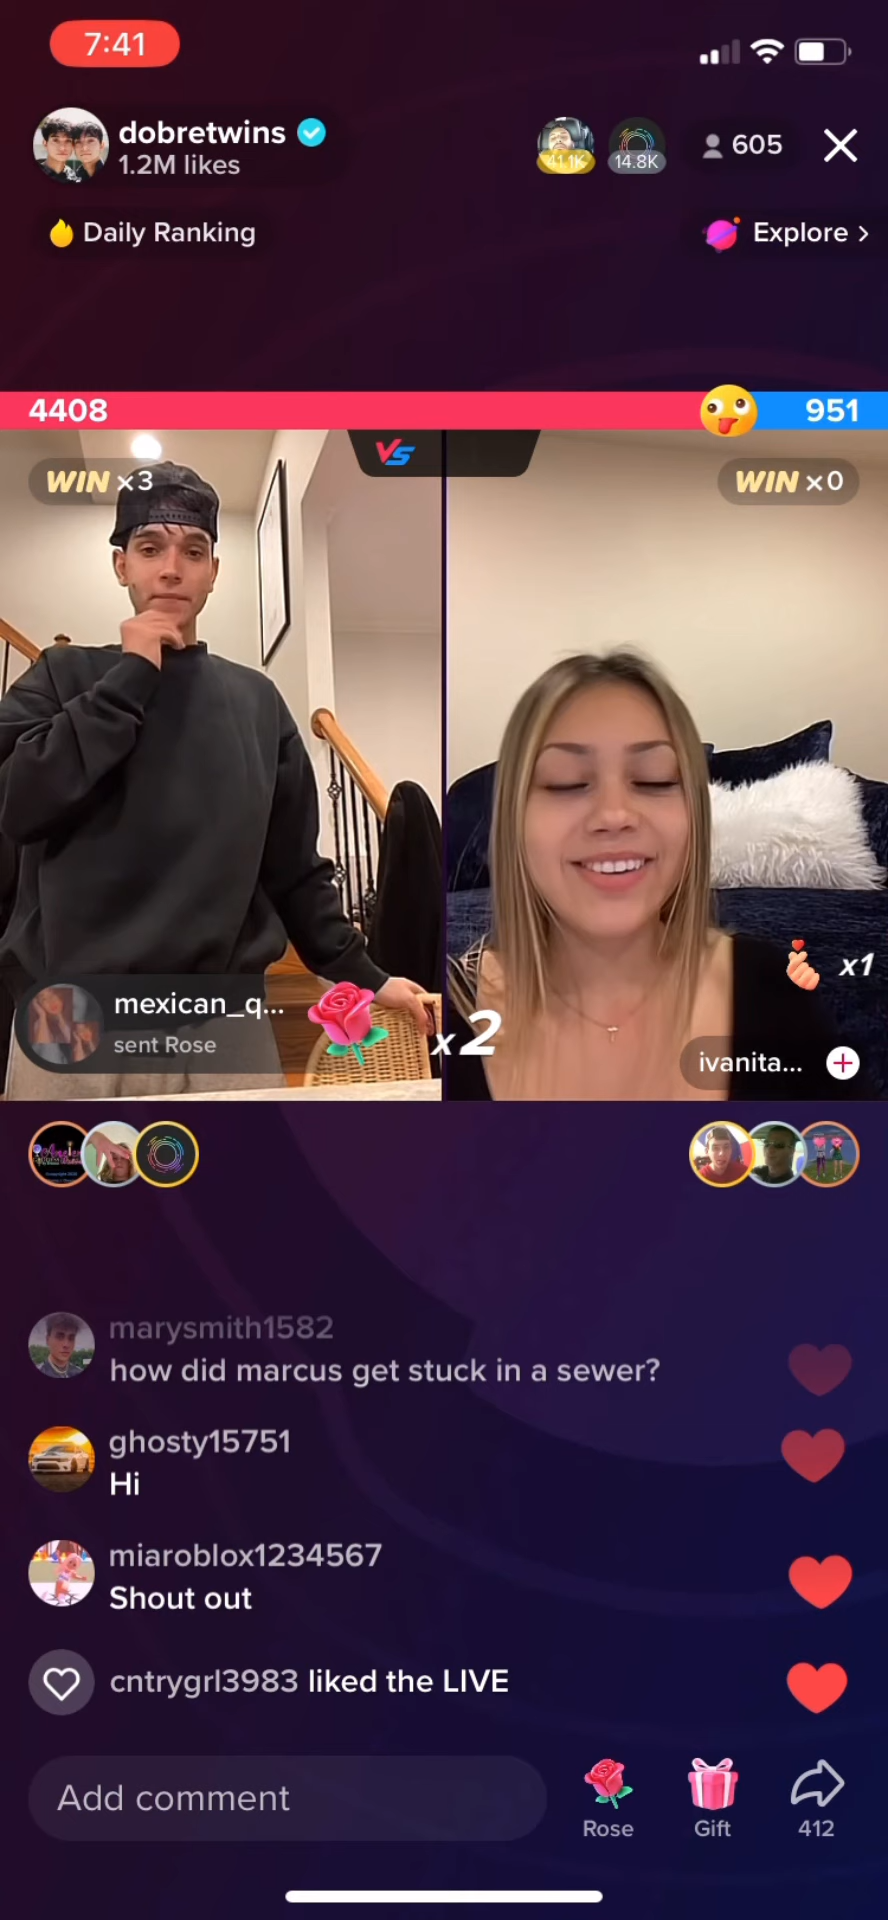 7:41
dobretwins
1.2M likes
41.1K
14.8K
605
Daily Ranking
Explore >
4408
951
VS
WIN x3
WIN x0
mexican_q...
sent Rose
x2
x1
ivanita...
marysmith1582
how did marcus get stuck in a sewer?
ghosty15751
Hi
miaroblox1234567
Shout out
cntrygrl3983 liked the LIVE
Add comment
Rose
Gift
412